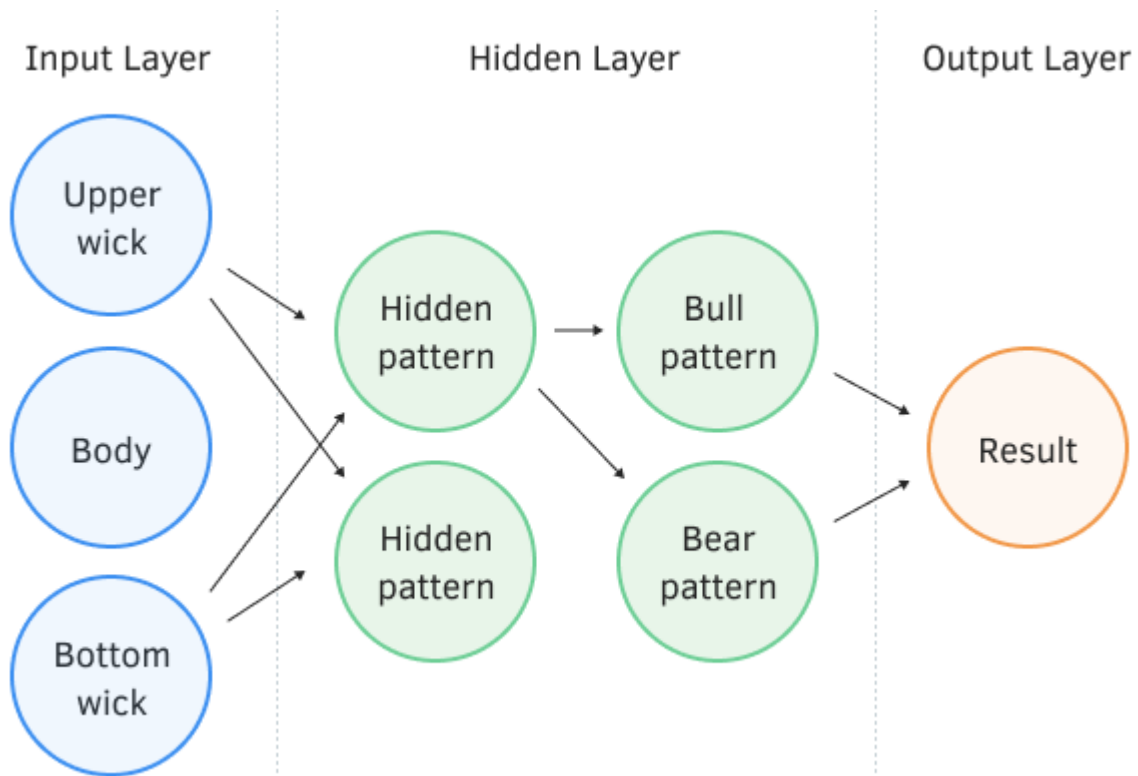 Input Layer
Hidden Layer
Output Layer
Upper
wick
Body
Bottom
wick
Hidden
pattern
Hidden
pattern
Bull
pattern
Bear
pattern
Result